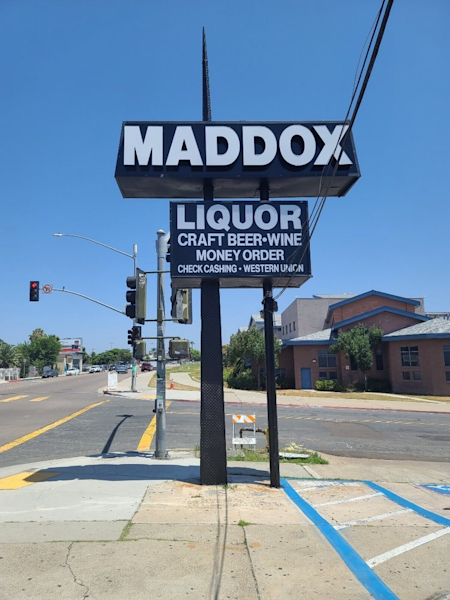 MADDOX
LIQUOR
CRAFT BEER•WINE
MONEY ORDER
CHECK CASHING • WESTERN UNION